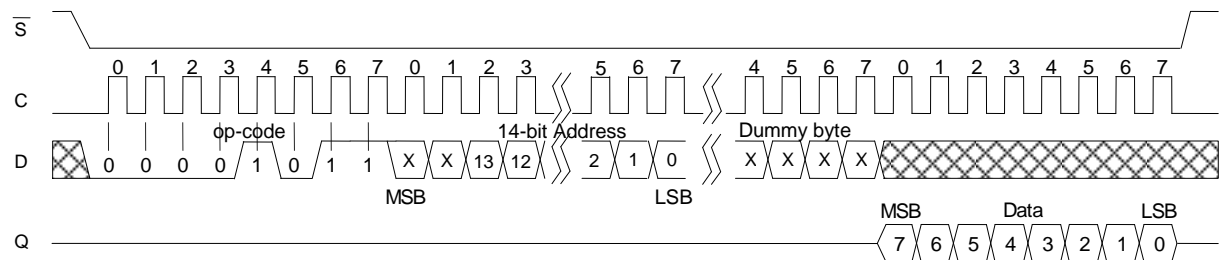 S
0 1 2 3 4 5 6 7 0 1 2 3 5 6 7 4 5 6 7 0 1 2 3 4 5 6 7
C
op-code 14-bit Address Dummy byte
D 0 0 0 0 1 0 1 1 X X 13 12 2 1 0 X X X X
MSB LSB
MSB Data LSB
Q 7 6 5 4 3 2 1 0